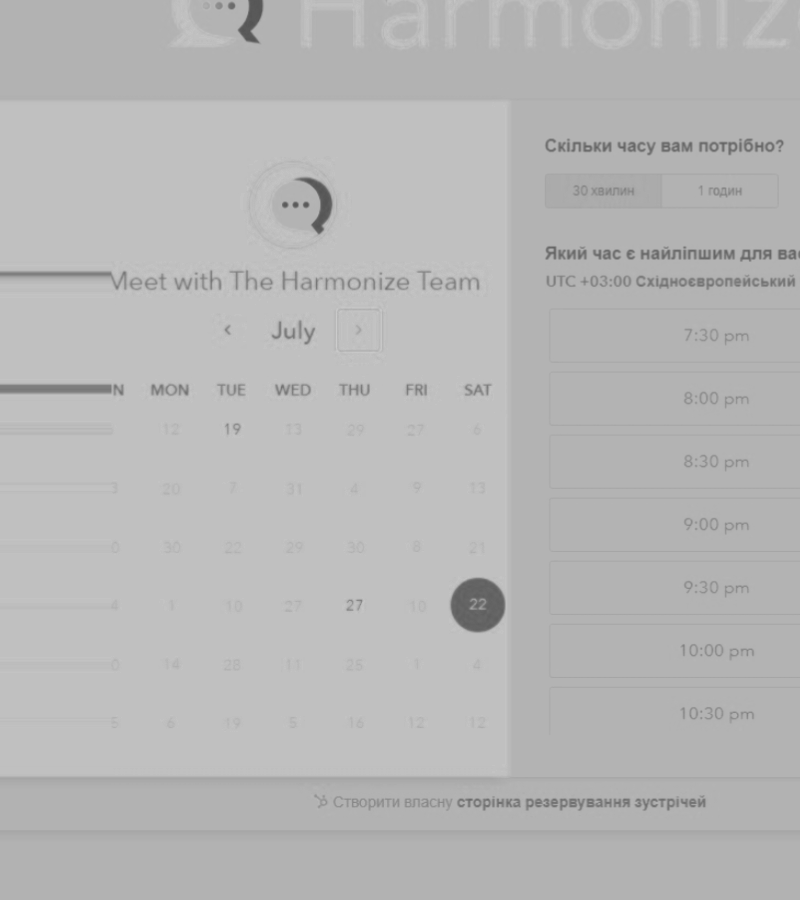 Harmoniz
Meet with The Harmonize Team
July
N MON TUE WED THU FRI SAT
12 19 13 29 27 6
3 20 7 31 4 9 13
0 30 22 29 30 8 21
4 1 10 27 27 10 22
0 14 28 11 25 1 4
5 6 19 5 16 12 12
Скільки часу вам потрібно?
30 хвилин 1 годин
Який час є найліпшим для вас
UTC +03:00 Східноєвропейський
7:30 pm
8:00 pm
8:30 pm
9:00 pm
9:30 pm
10:00 pm
10:30 pm
Створити власну сторінка резервування зустрічей